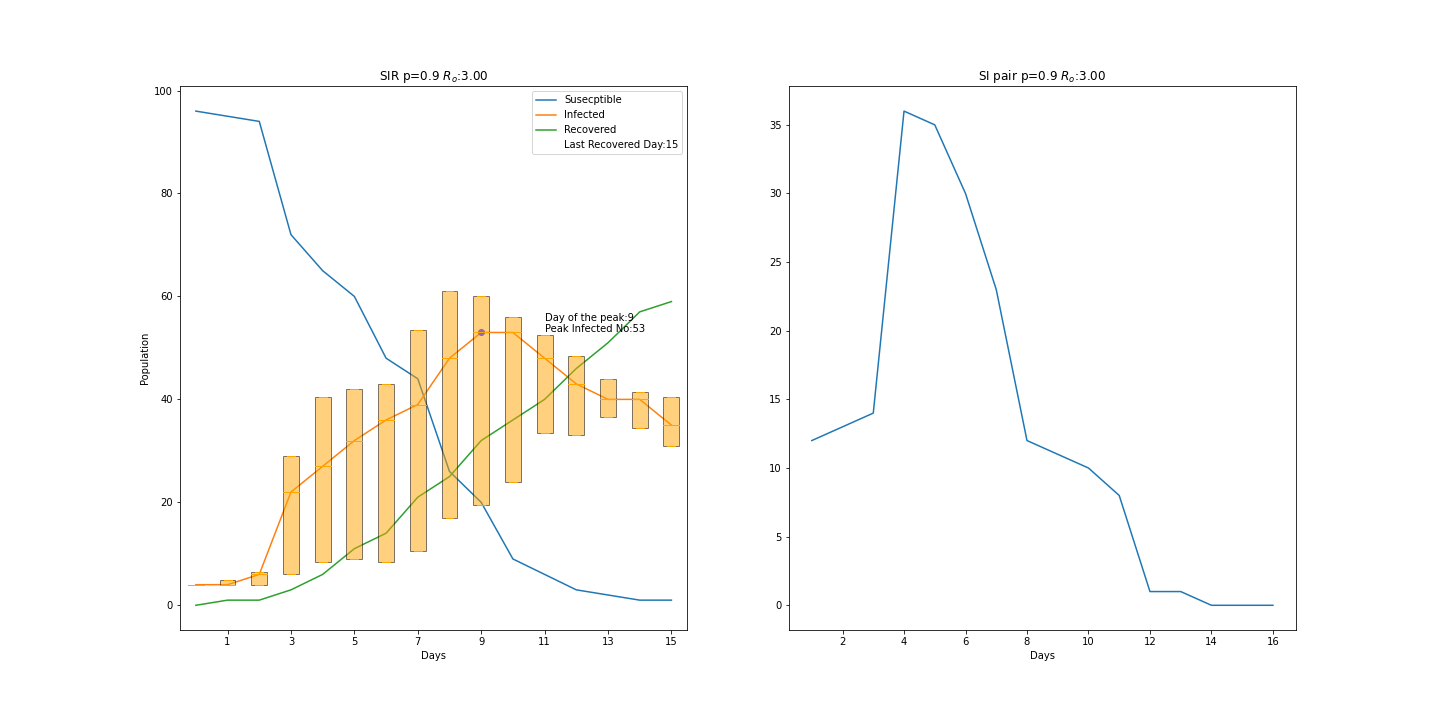 SIR p=0.9 Rₒ:3.00
100
80
60
40
20
0
Population
Susecptible
Infected
Recovered
Last Recovered Day:15
Day of the peak:9
Peak Infected No:53
1 3 5 7 9 11 13 15
Days
SI pair p=0.9 Rₒ:3.00
35
30
25
20
15
10
5
0
2 4 6 8 10 12 14 16
Days